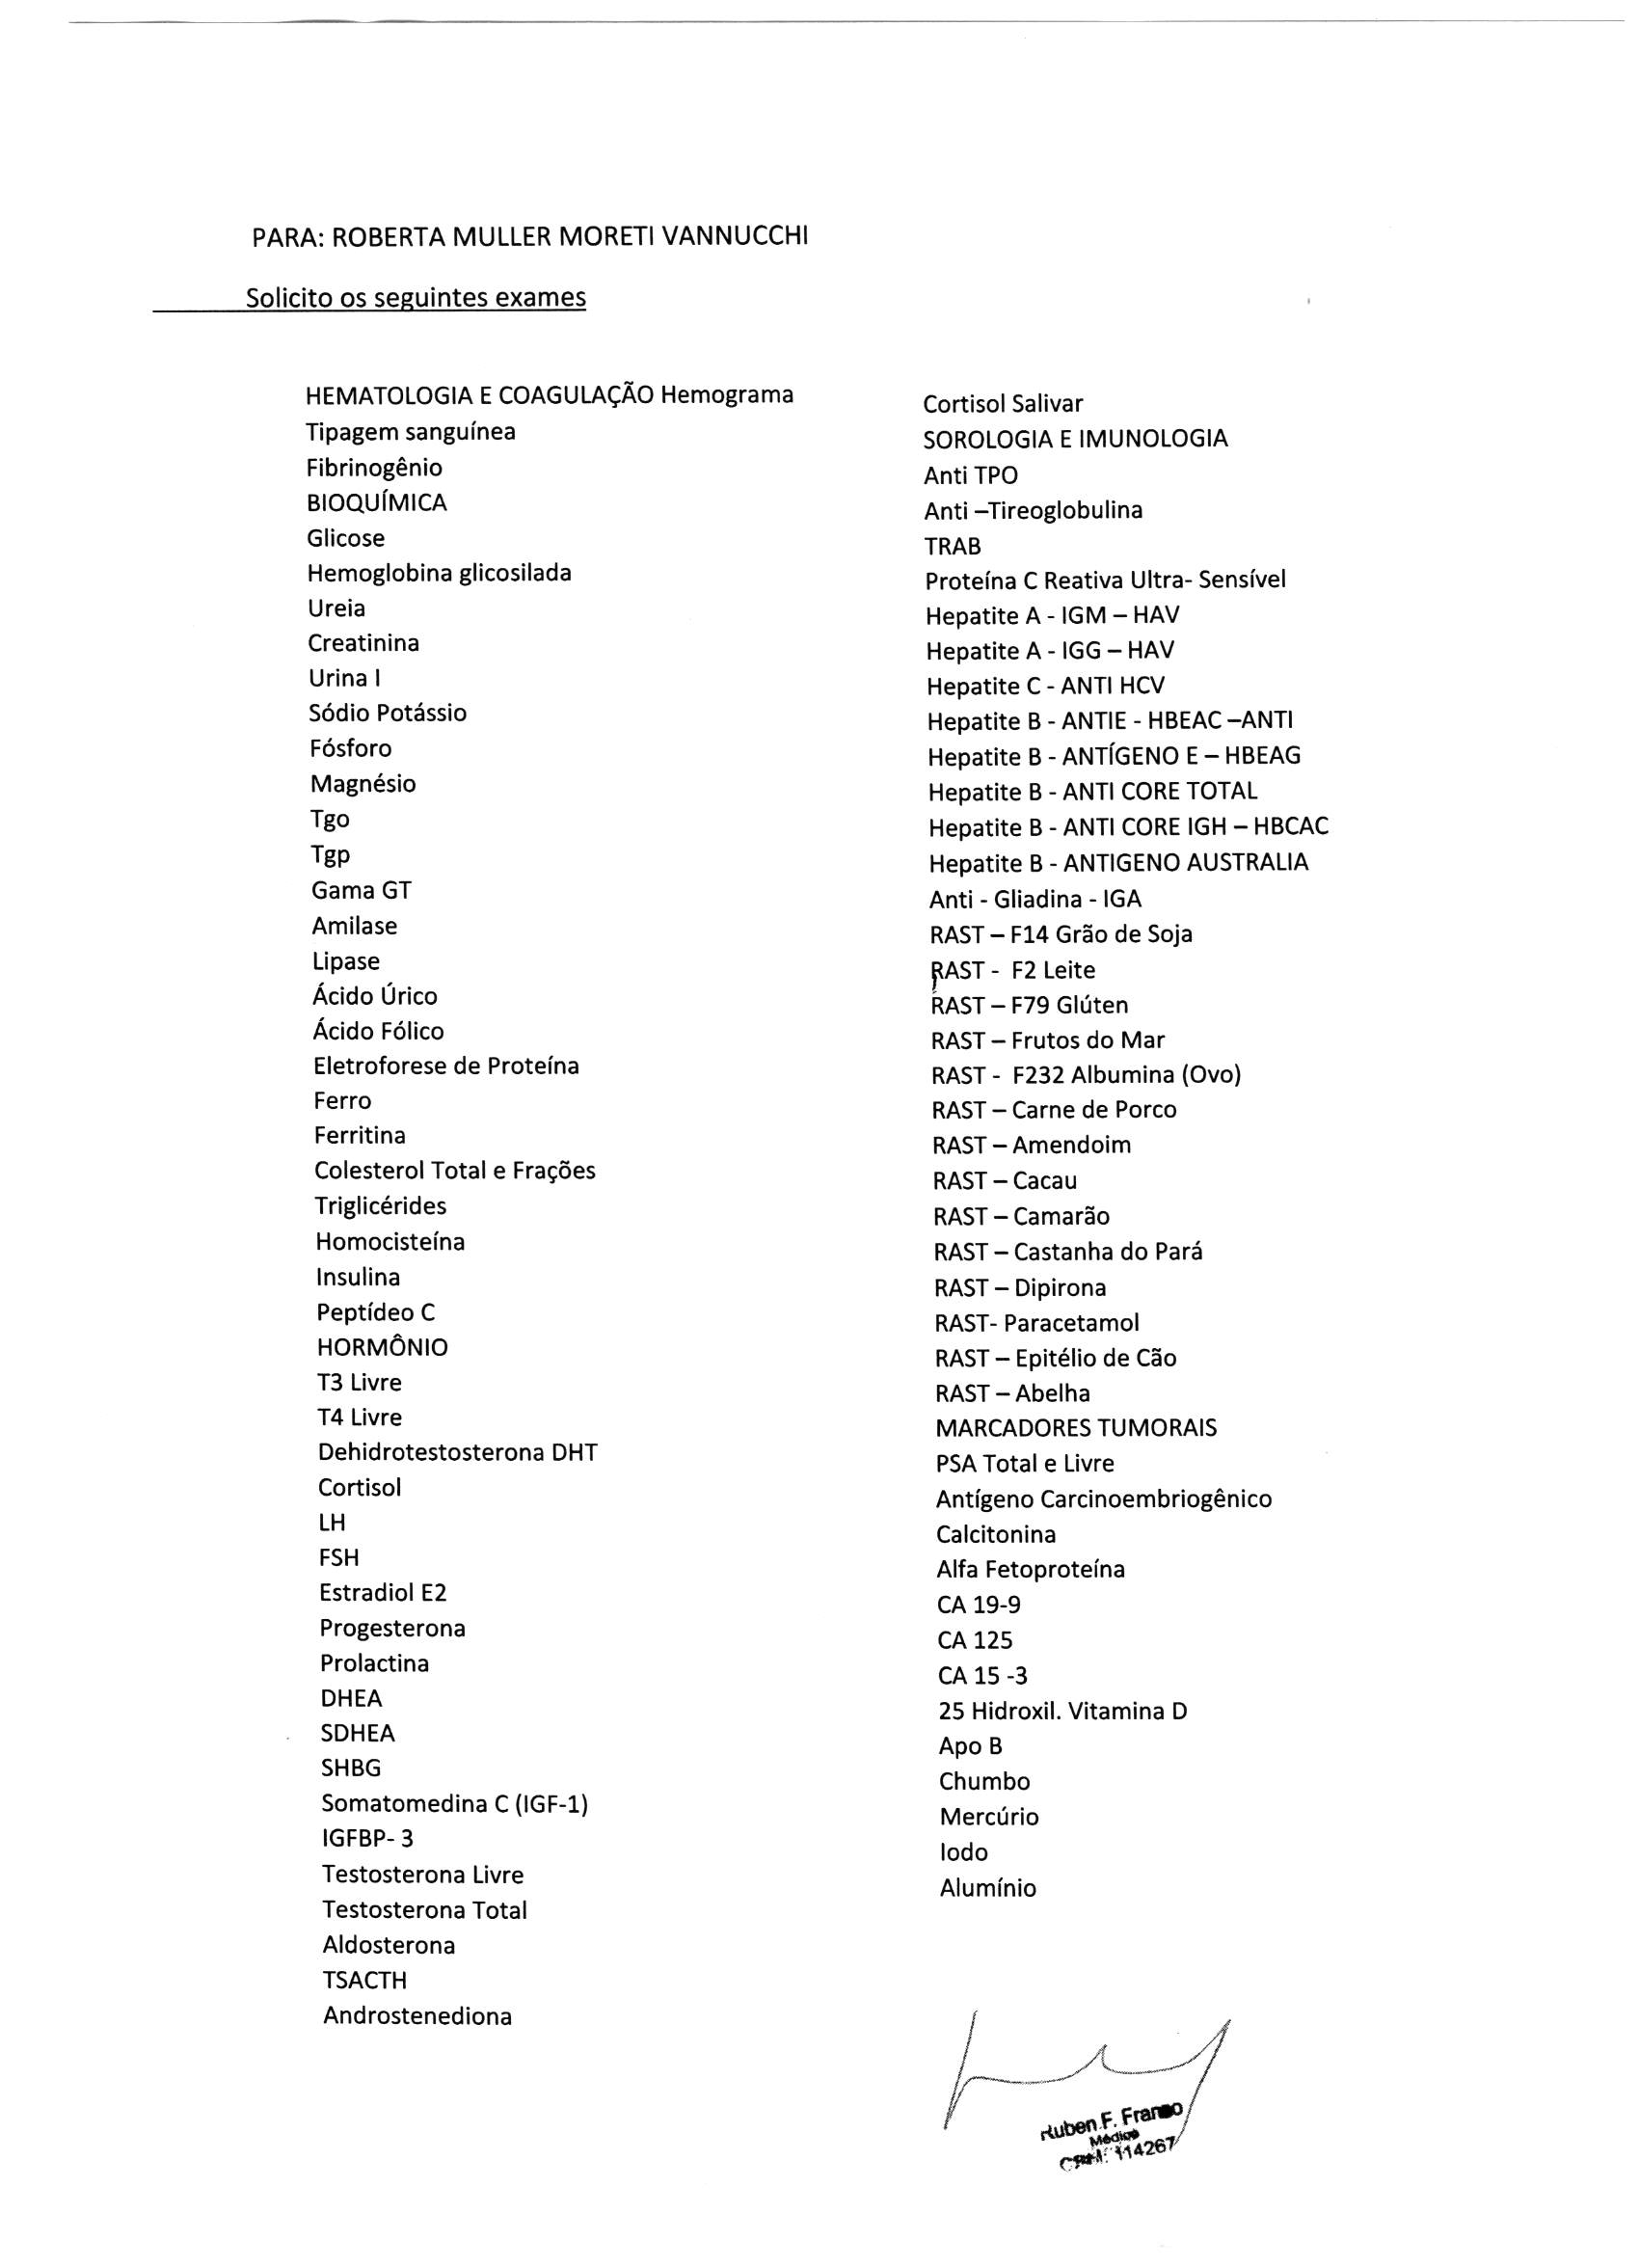 PARA: ROBERTA MULLER MORETI VANNUCCHI
Solicito os seguintes exames
HEMATOLOGIA E COAGULAÇÃO Hemograma
Tipagem sanguínea
Fibrinogênio
BIOQUÍMICA
Glicose
Hemoglobina glicosilada
Ureia
Creatinina
Urina I
Sódio Potássio
Fósforo
Magnésio
Tgo
Tgp
Gama GT
Amilase
Lipase
Ácido Úrico
Ácido Fólico
Eletroforese de Proteína
Ferro
Ferritina
Colesterol Total e Frações
Triglicérides
Homocisteína
Insulina
Peptídeo C
HORMÔNIO
T3 Livre
T4 Livre
Dehidrotestosterona DHT
Cortisol
LH
FSH
Estradiol E2
Progesterona
Prolactina
DHEA
SDHEA
SHBG
Somatomedina C (IGF-1)
IGFBP- 3
Testosterona Livre
Testosterona Total
Aldosterona
TSACTH
Androstenediona
Cortisol Salivar
SOROLOGIA E IMUNOLOGIA
Anti TPO
Anti –Tireoglobulina
TRAB
Proteína C Reativa Ultra- Sensível
Hepatite A - IGM – HAV
Hepatite A - IGG – HAV
Hepatite C - ANTI HCV
Hepatite B - ANTIE - HBEAC –ANTI
Hepatite B - ANTÍGENO E – HBEAG
Hepatite B - ANTI CORE TOTAL
Hepatite B - ANTI CORE IGH – HBCAC
Hepatite B - ANTIGENO AUSTRALIA
Anti - Gliadina - IGA
RAST – F14 Grão de Soja
RAST - F2 Leite
RAST – F79 Glúten
RAST – Frutos do Mar
RAST - F232 Albumina (Ovo)
RAST – Carne de Porco
RAST – Amendoim
RAST – Cacau
RAST – Camarão
RAST – Castanha do Pará
RAST – Dipirona
RAST- Paracetamol
RAST – Epitélio de Cão
RAST – Abelha
MARCADORES TUMORAIS
PSA Total e Livre
Antígeno Carcinoembriogênico
Calcitonina
Alfa Fetoproteína
CA 19-9
CA 125
CA 15 -3
25 Hidroxil. Vitamina D
Apo B
Chumbo
Mercúrio
Iodo
Alumínio
Ruben F. Franco
Médico
CRM: 114267